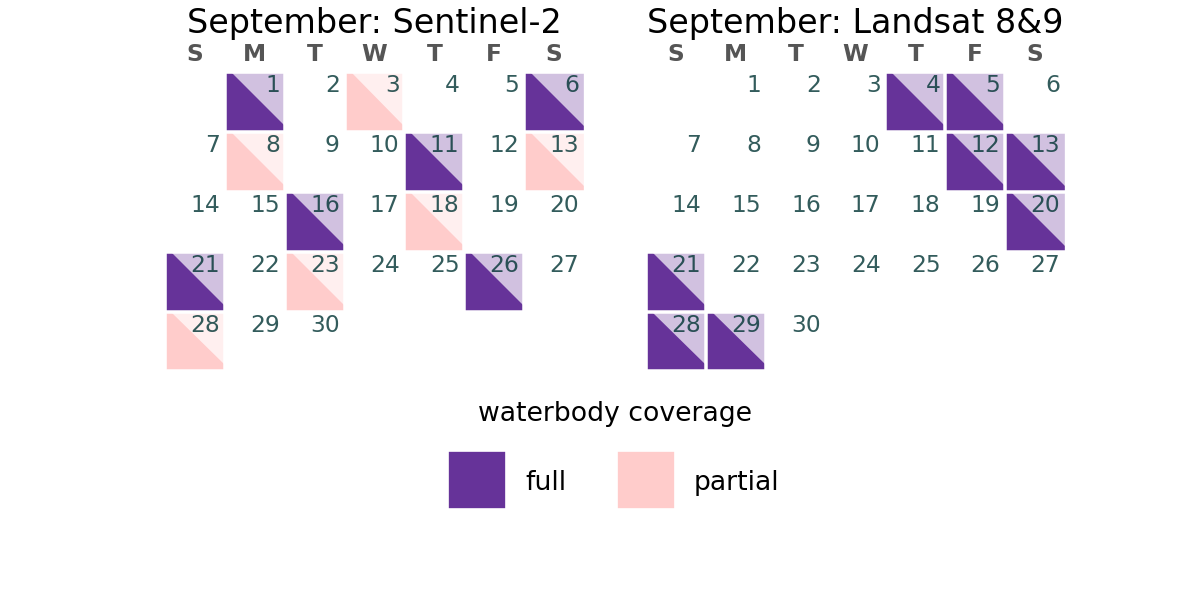 September: Sentinel-2
S M T W T F S
1 2 3 4 5 6
7 8 9 10 11 12 13
14 15 16 17 18 19 20
21 22 23 24 25 26 27
28 29 30
September: Landsat 8&9
S M T W T F S
1 2 3 4 5 6
7 8 9 10 11 12 13
14 15 16 17 18 19 20
21 22 23 24 25 26 27
28 29 30
waterbody coverage
full
partial